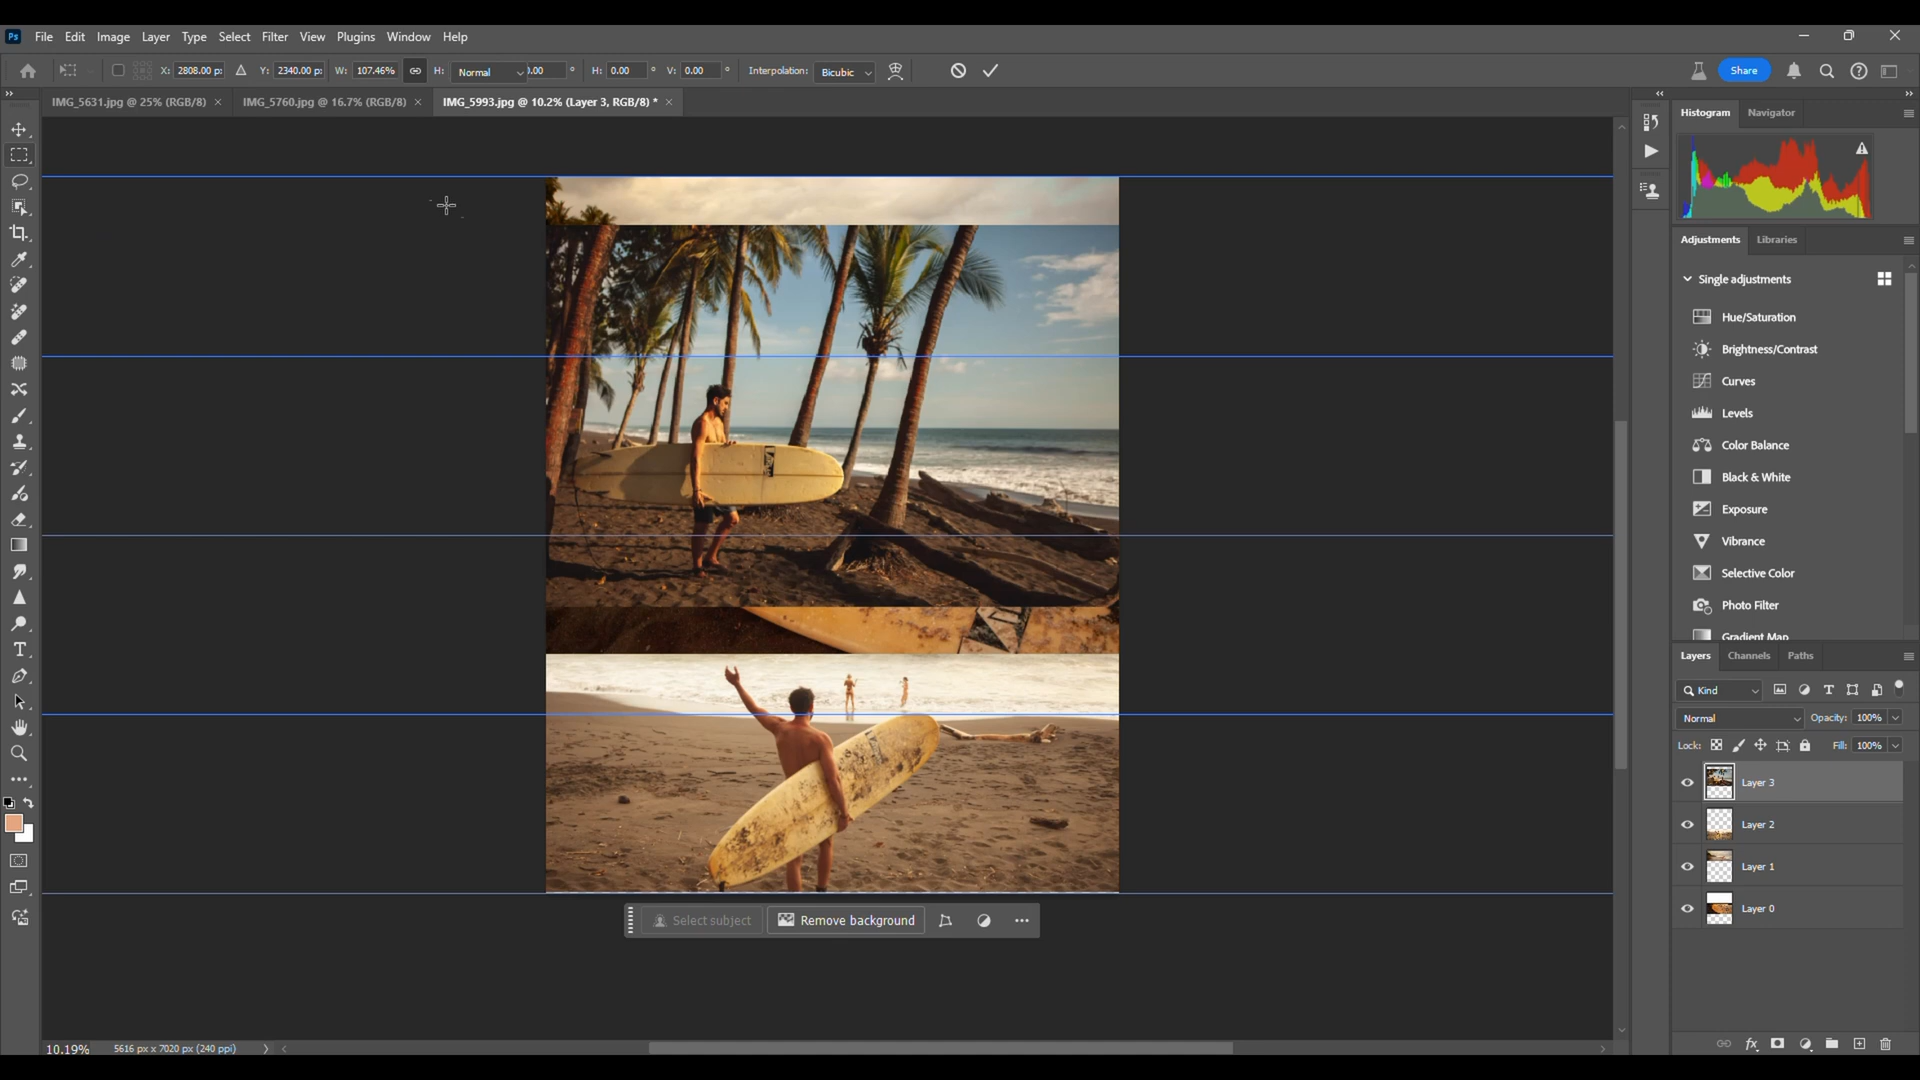 Ps File Edit Image Layer Type Select Filter View Plugins Window Help
X: 2808.00 px Y: 2340.00 px W: 107.46% H: Normal 0.00 ° H: 0.00 ° V: 0.00 ° Interpolation: Bicubic Share
IMG_5631.jpg @ 25% (RGB/8) × IMG_5760.jpg @ 16.7% (RGB/8) × IMG_5993.jpg @ 10.2% (Layer 3, RGB/8) * ×
Histogram Navigator
Adjustments Libraries
Single adjustments
Hue/Saturation
Brightness/Contrast
Curves
Levels
Color Balance
Black & White
Exposure
Vibrance
Selective Color
Photo Filter
Gradient Map
Layers Channels Paths
Kind
Normal Opacity: 100%
Lock: Fill: 100%
Layer 3
Layer 2
Layer 1
Layer 0
Select subject Remove background
10.19% 5616 px x 7020 px (240 ppi)